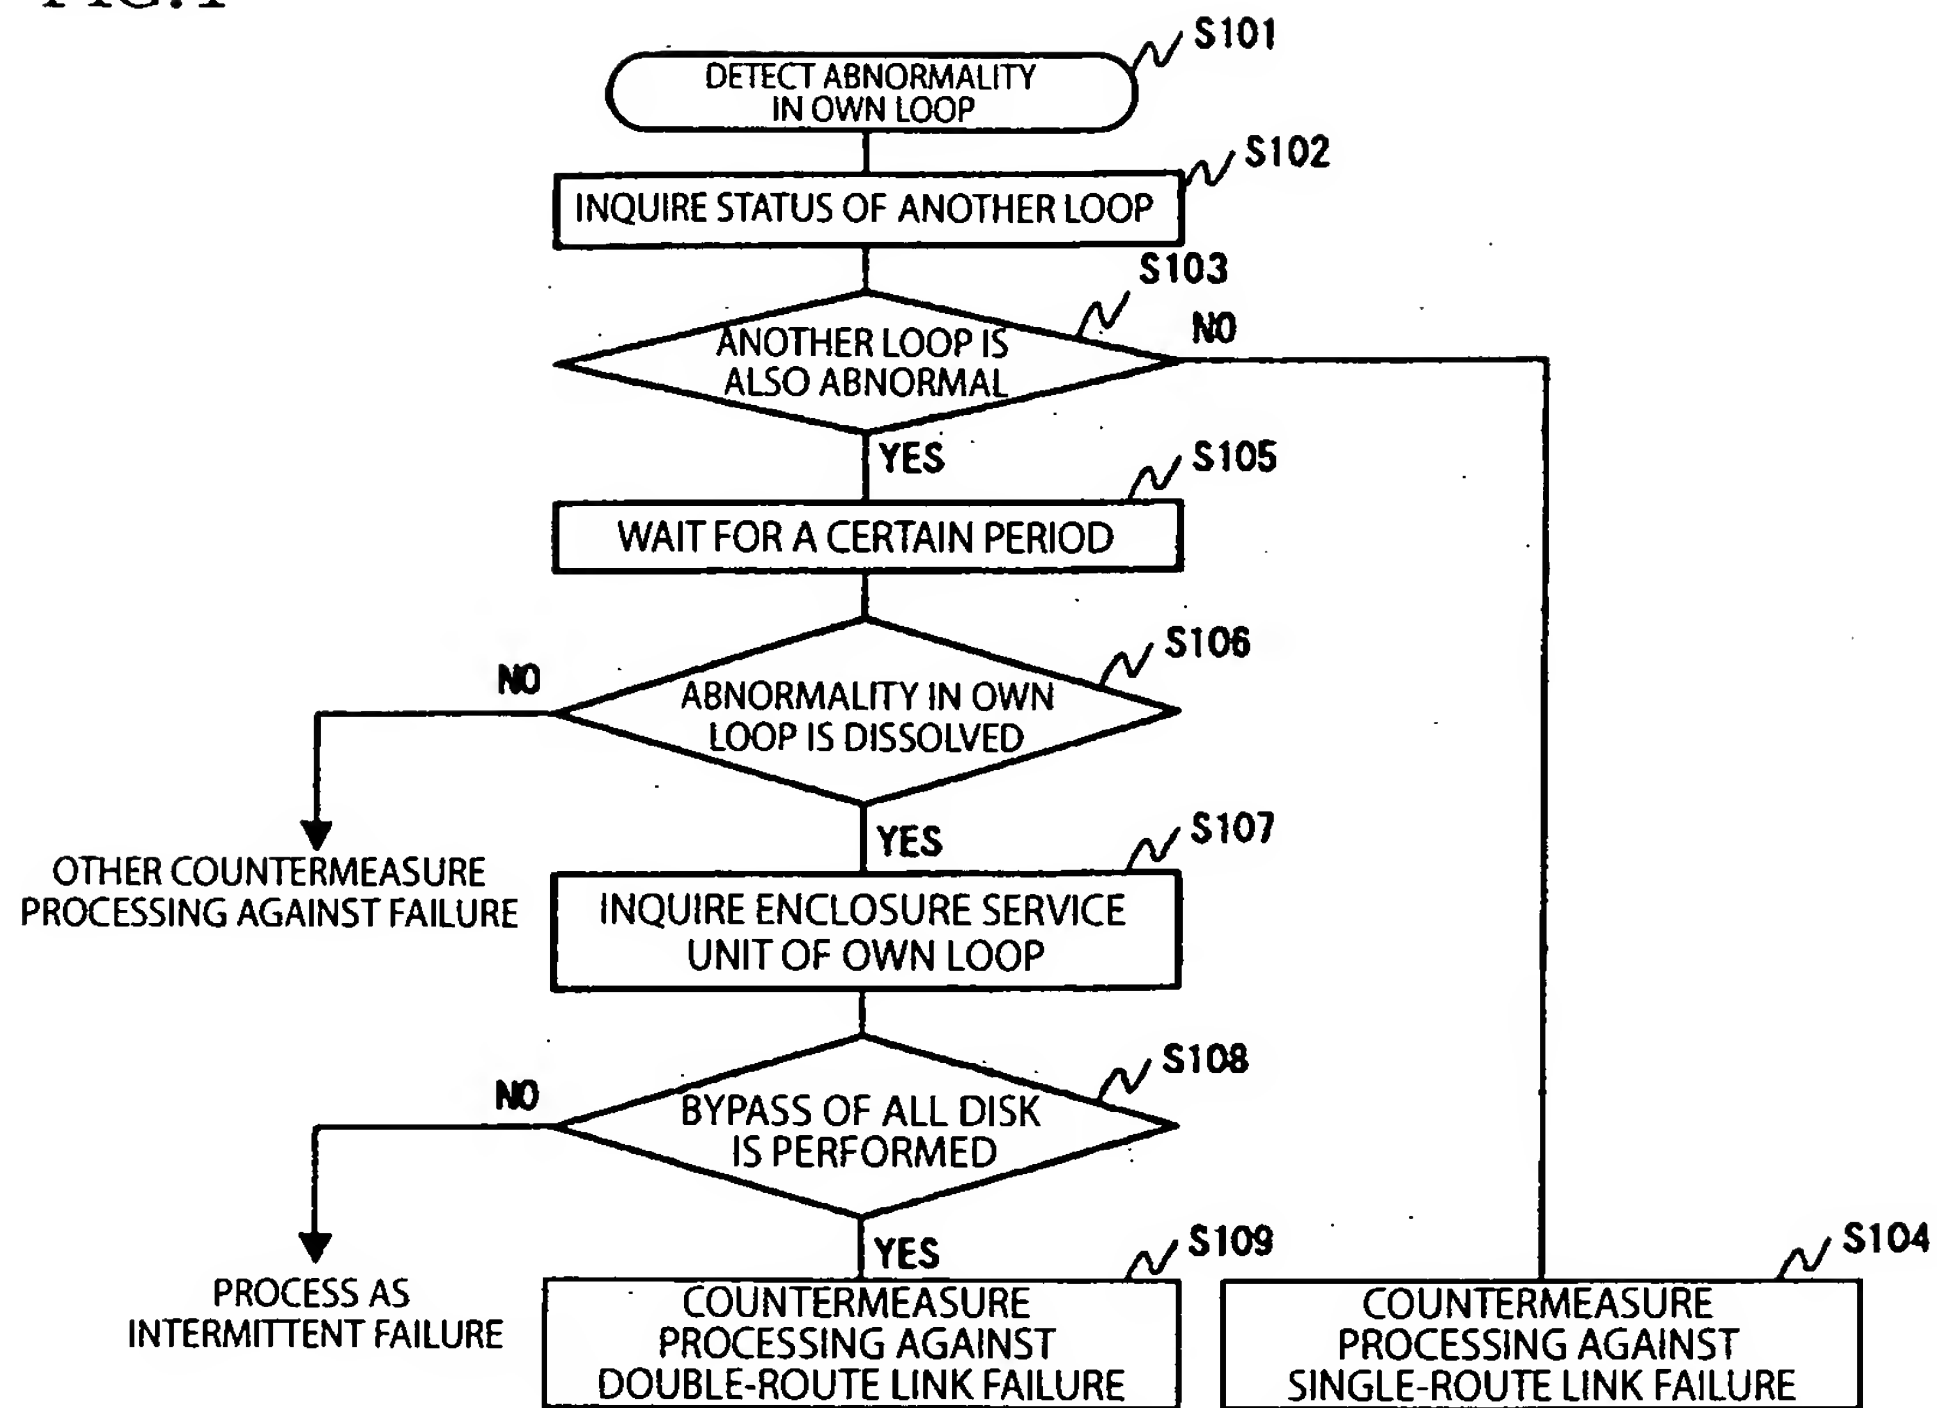 S101
DETECT ABNORMALITY
IN OWN LOOP
S102
INQUIRE STATUS OF ANOTHER LOOP
S103
ANOTHER LOOP IS
ALSO ABNORMAL
NO
YES
S105
WAIT FOR A CERTAIN PERIOD
S106
ABNORMALITY IN OWN
LOOP IS DISSOLVED
NO
OTHER COUNTERMEASURE
PROCESSING AGAINST FAILURE
YES
S107
INQUIRE ENCLOSURE SERVICE
UNIT OF OWN LOOP
S108
BYPASS OF ALL DISK
IS PERFORMED
NO
PROCESS AS
INTERMITTENT FAILURE
YES
S109
COUNTERMEASURE
PROCESSING AGAINST
DOUBLE-ROUTE LINK FAILURE
S104
COUNTERMEASURE
PROCESSING AGAINST
SINGLE-ROUTE LINK FAILURE